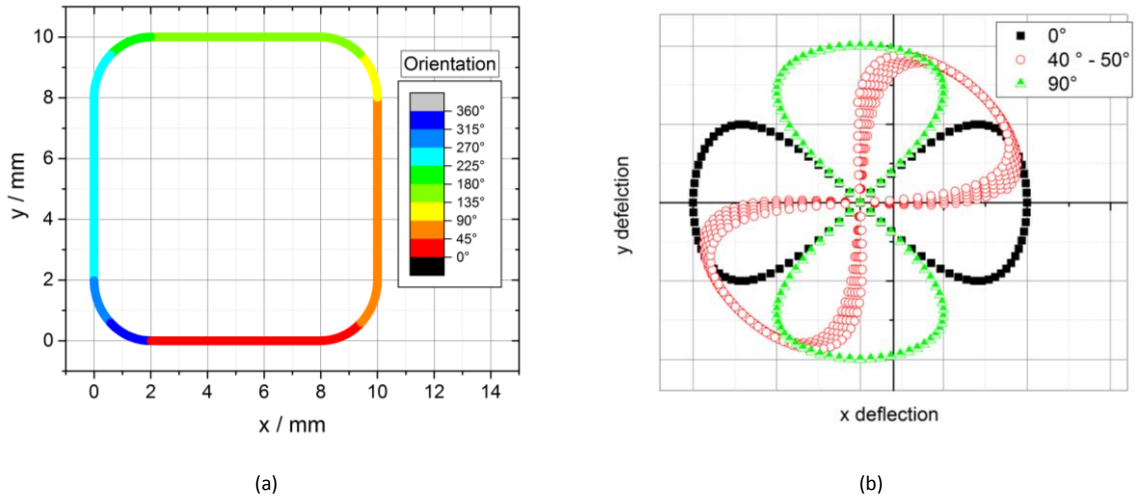 10
8
6
4
2
0
y / mm
0 2 4 6 8 10 12 14
x / mm
Orientation
360°
315°
270°
225°
180°
135°
90°
45°
0°
(a)
0°
40 ° - 50°
90°
y defelction
x deflection
(b)